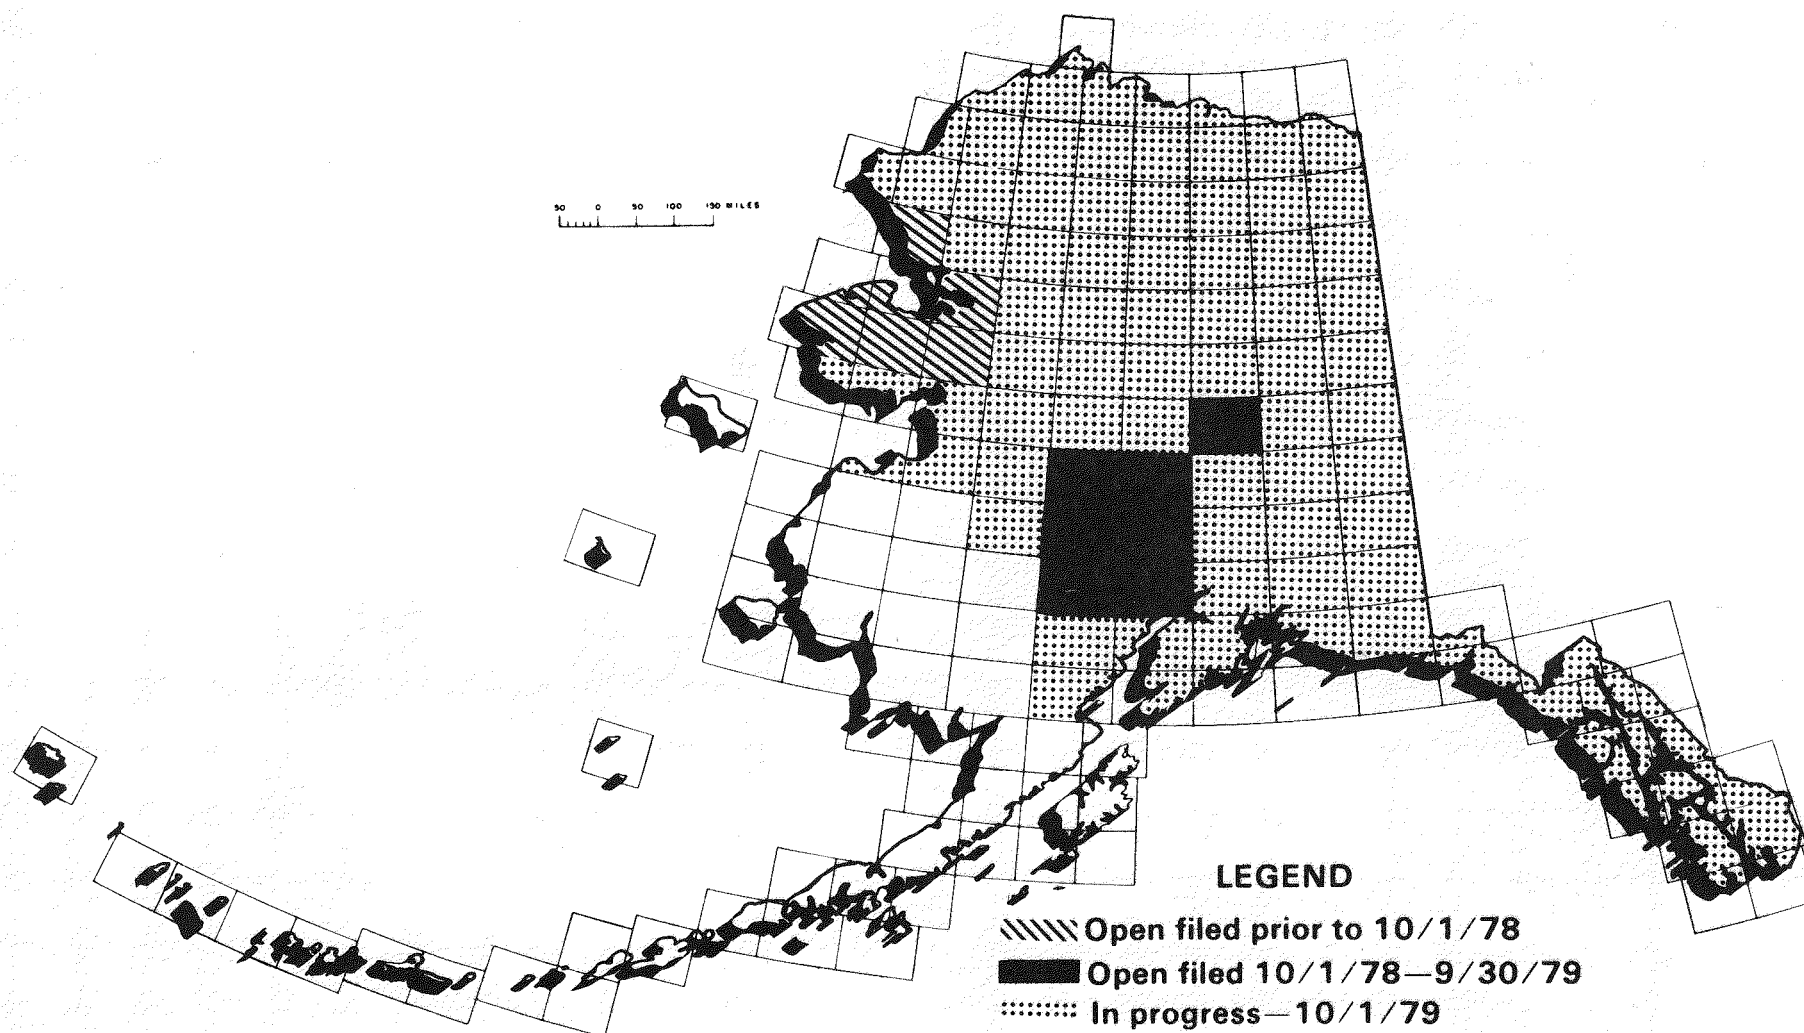 50 0 50 100 150 MILES
LEGEND
Open filed prior to 10/1/78
Open filed 10/1/78—9/30/79
In progress—10/1/79